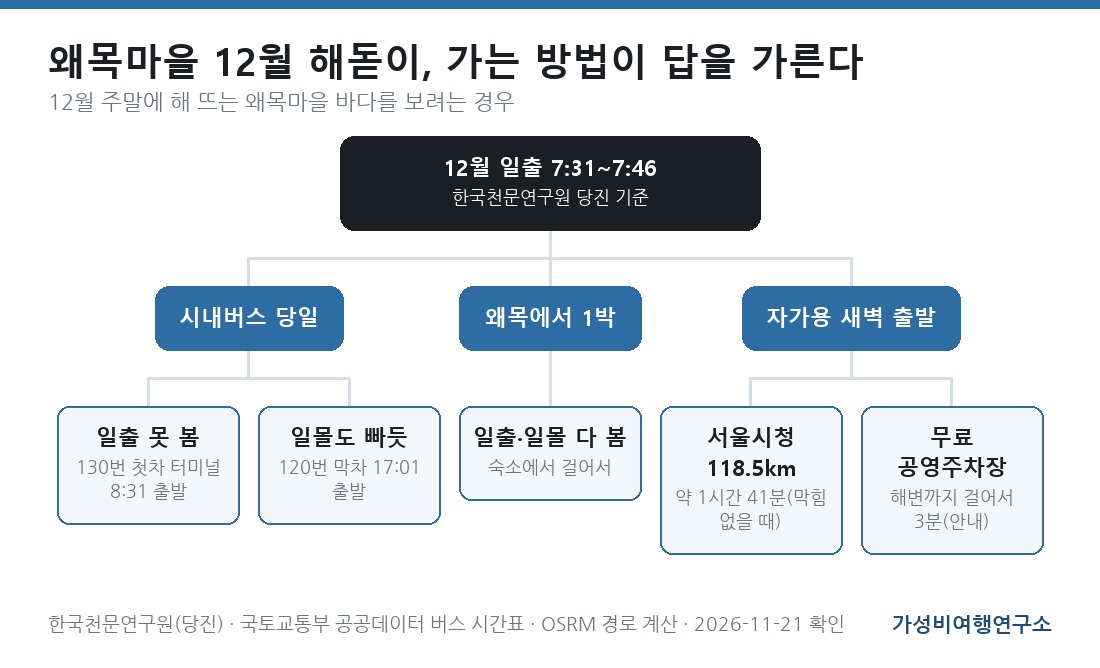 왜목마을 12월 해돋이, 가는 방법이 답을 가른다
12월 주말에 해 뜨는 왜목마을 바다를 보려는 경우
12월 일출 7:31~7:46
한국천문연구원 당진 기준
시내버스 당일
왜목에서 1박
자가용 새벽 출발
일출 못 봄
130번 첫차 터미널
8:31 출발
일몰도 빠듯
120번 막차 17:01
출발
일출·일몰 다 봄
숙소에서 걸어서
서울시청
118.5km
약 1시간 41분(막힘
없을 때)
무료
공영주차장
해변까지 걸어서
3분(안내)
한국천문연구원(당진) · 국토교통부 공공데이터 버스 시간표 · OSRM 경로 계산 · 2026-11-21 확인
가성비여행연구소